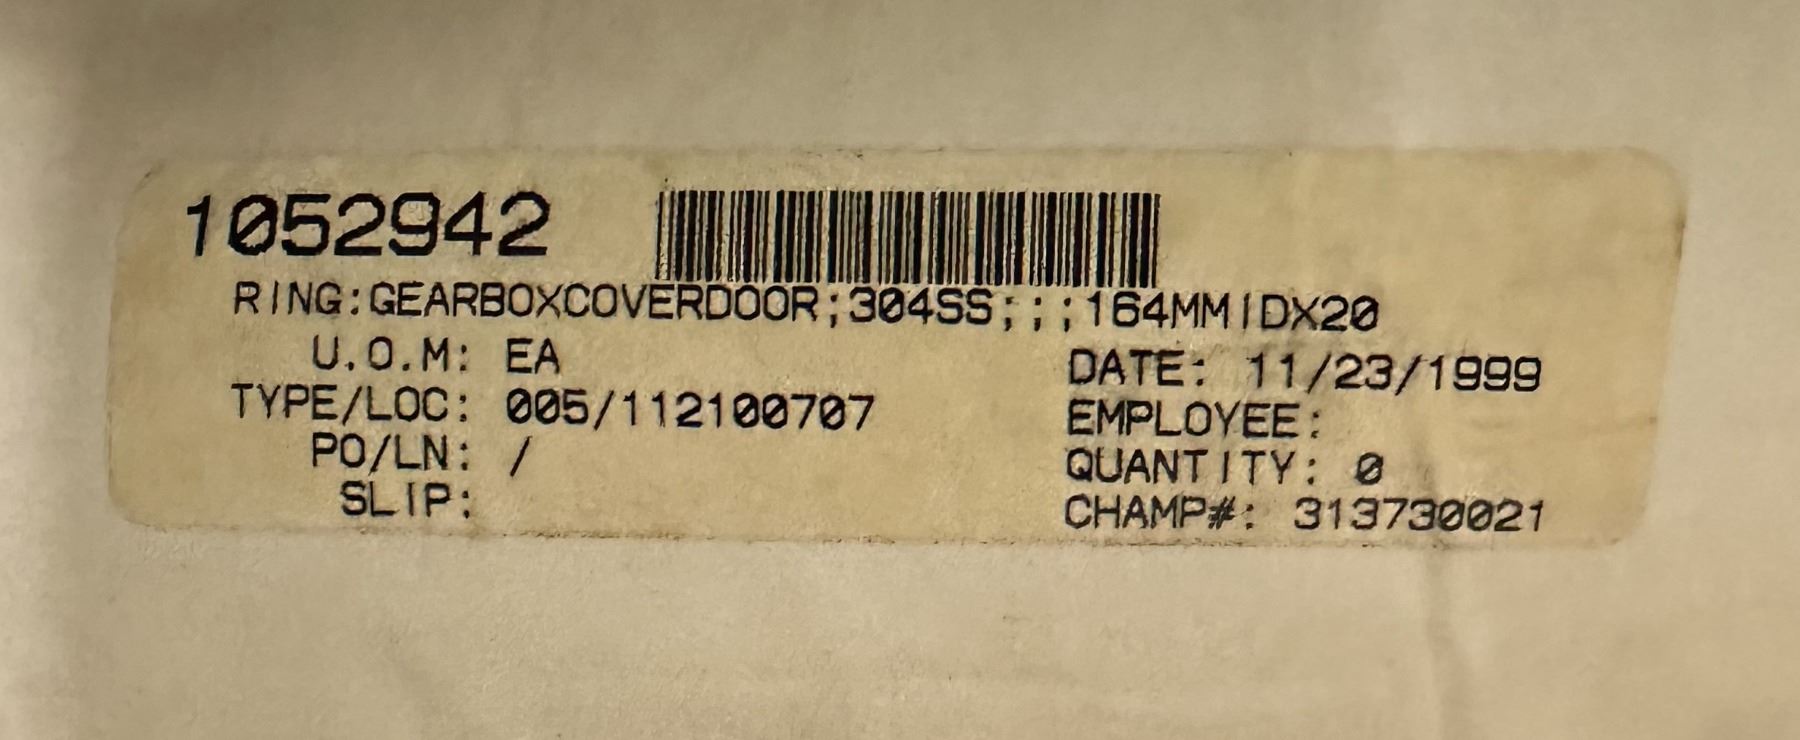 1052942
RING:GEARBOXCOVERDOOR;304SS;;;164MMIDX20
U.O.M: EA
DATE: 11/23/1999
TYPE/LOC: 005/112100707
EMPLOYEE:
PO/LN: /
QUANTITY: 0
SLIP:
CHAMP#: 313730021